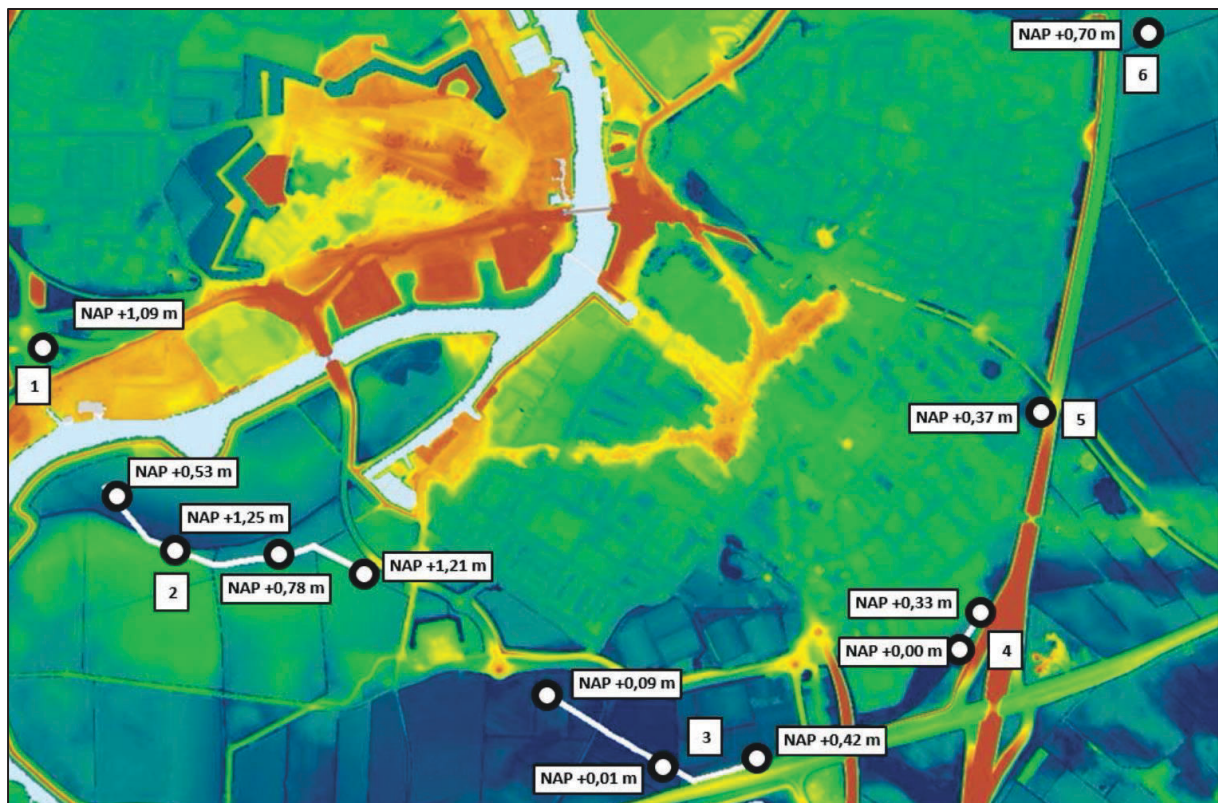 NAP +0,70 m
6
NAP +1,09 m
1
NAP +0,37 m
5
NAP +0,53 m
NAP +1,25 m
2
NAP +0,78 m
NAP +1,21 m
NAP +0,33 m
NAP +0,00 m
4
NAP +0,09 m
3
NAP +0,42 m
NAP +0,01 m